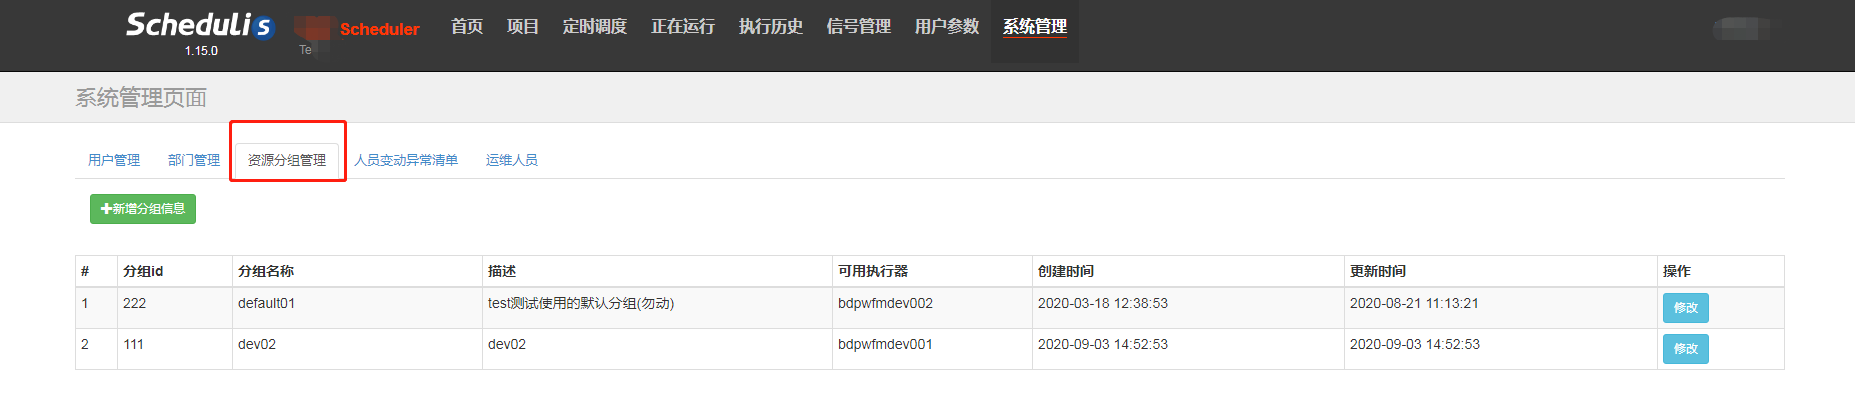 Schedulis Scheduler 首页 项目 定时调度 正在运行 执行历史 信号管理 用户参数 系统管理
1.15.0 Te
系统管理页面
用户管理 部门管理 资源分组管理 人员变动异常清单 运维人员
新增分组信息
# 分组id 分组名称 描述 可用执行器 创建时间 更新时间 操作
1 222 default01 test测试使用的默认分组(勿动) bdpwfmdev002 2020-03-18 12:38:53 2020-08-21 11:13:21 修改
2 111 dev02 dev02 bdpwfmdev001 2020-09-03 14:52:53 2020-09-03 14:52:53 修改